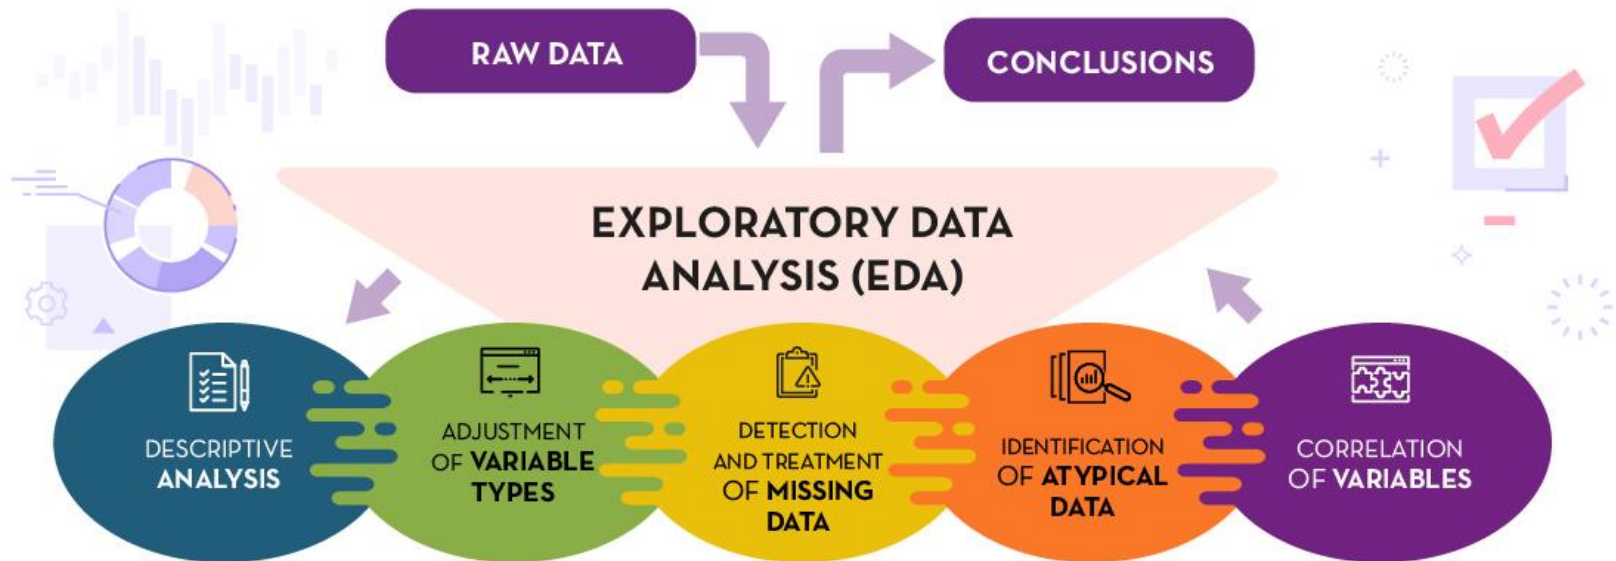 RAW DATA
CONCLUSIONS
EXPLORATORY DATA
ANALYSIS (EDA)
DESCRIPTIVE
ANALYSIS
ADJUSTMENT
OF VARIABLE
TYPES
DETECTION
AND TREATMENT
OF MISSING
DATA
IDENTIFICATION
OF ATYPICAL
DATA
CORRELATION
OF VARIABLES